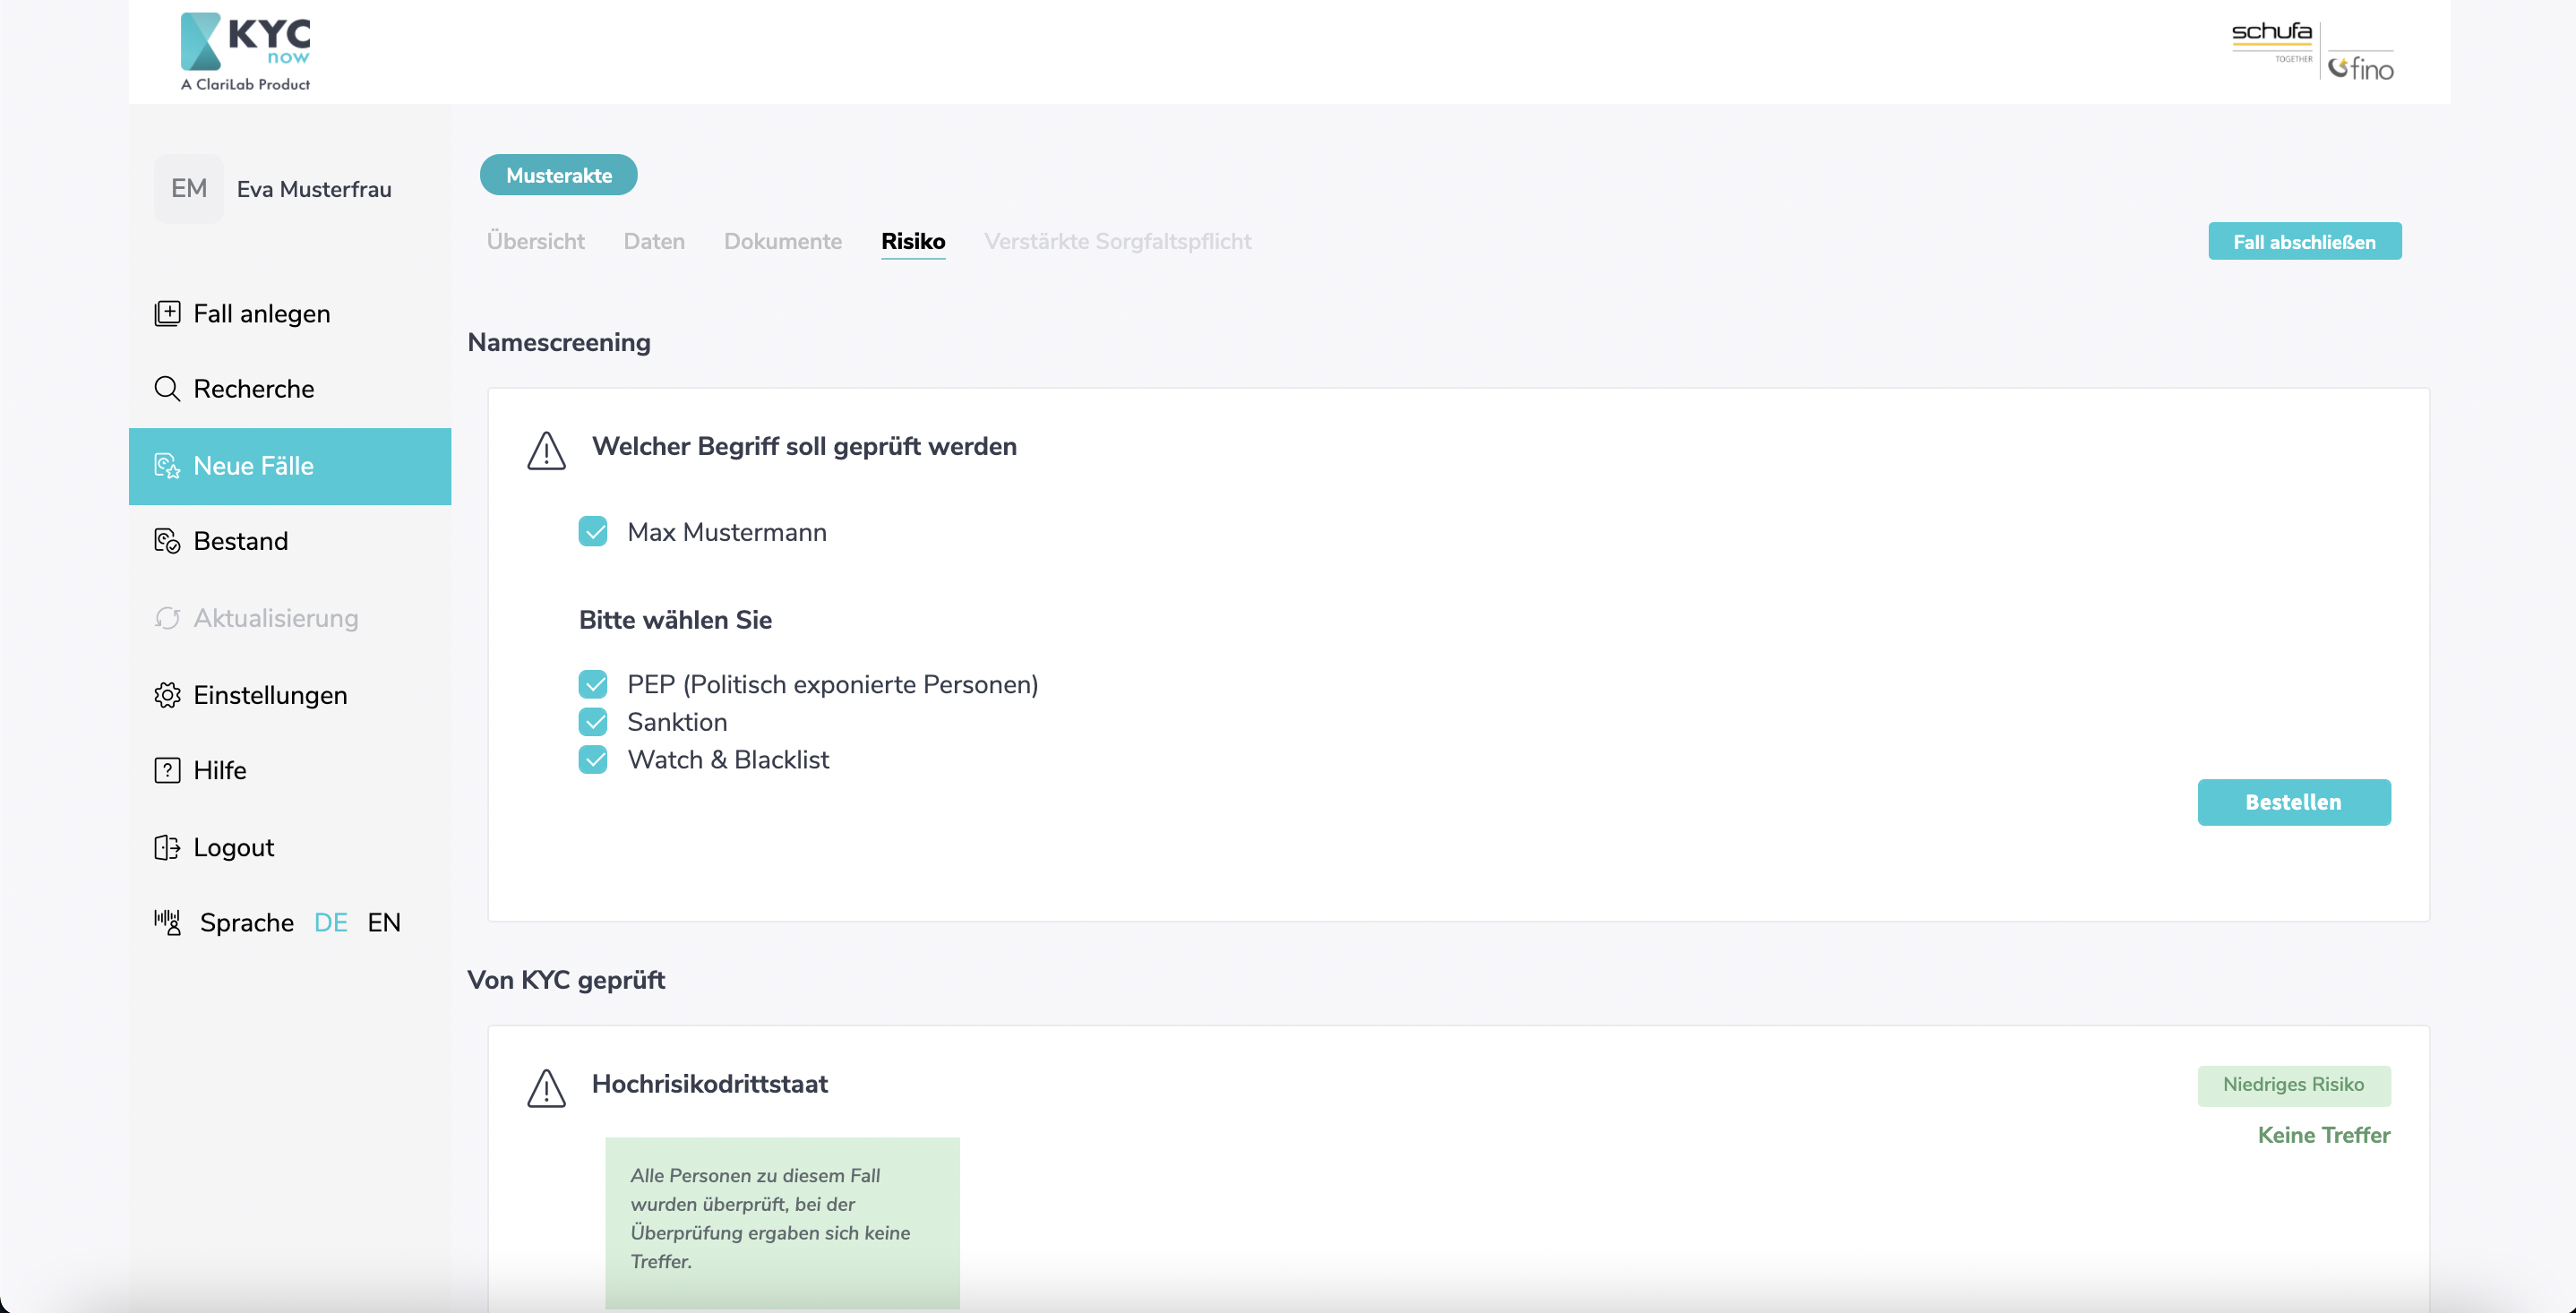 KYC
now
A ClariLab Product
schufa
TOGETHER
fino
EM Eva Musterfrau
Fall anlegen
Recherche
Neue Fälle
Bestand
Aktualisierung
Einstellungen
Hilfe
Logout
Sprache DE EN
Musterakte
Übersicht Daten Dokumente Risiko Verstärkte Sorgfaltspflicht
Fall abschließen
Namescreening
Welcher Begriff soll geprüft werden
Max Mustermann
Bitte wählen Sie
PEP (Politisch exponierte Personen)
Sanktion
Watch & Blacklist
Bestellen
Von KYC geprüft
Hochrisikodrittstaat
Niedriges Risiko
Keine Treffer
Alle Personen zu diesem Fall
wurden überprüft, bei der
Überprüfung ergaben sich keine
Treffer.